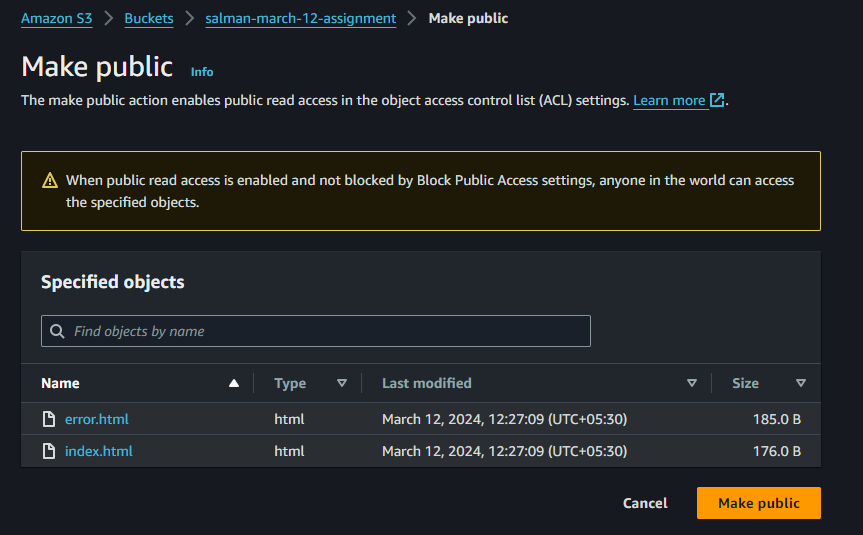 Amazon S3 > Buckets > salman-march-12-assignment > Make public
Make public Info
The make public action enables public read access in the object access control list (ACL) settings. Learn more.
When public read access is enabled and not blocked by Block Public Access settings, anyone in the world can access
the specified objects.
Specified objects
Find objects by name
Name Type Last modified Size
error.html html March 12, 2024, 12:27:09 (UTC+05:30) 185.0 B
index.html html March 12, 2024, 12:27:09 (UTC+05:30) 176.0 B
Cancel Make public